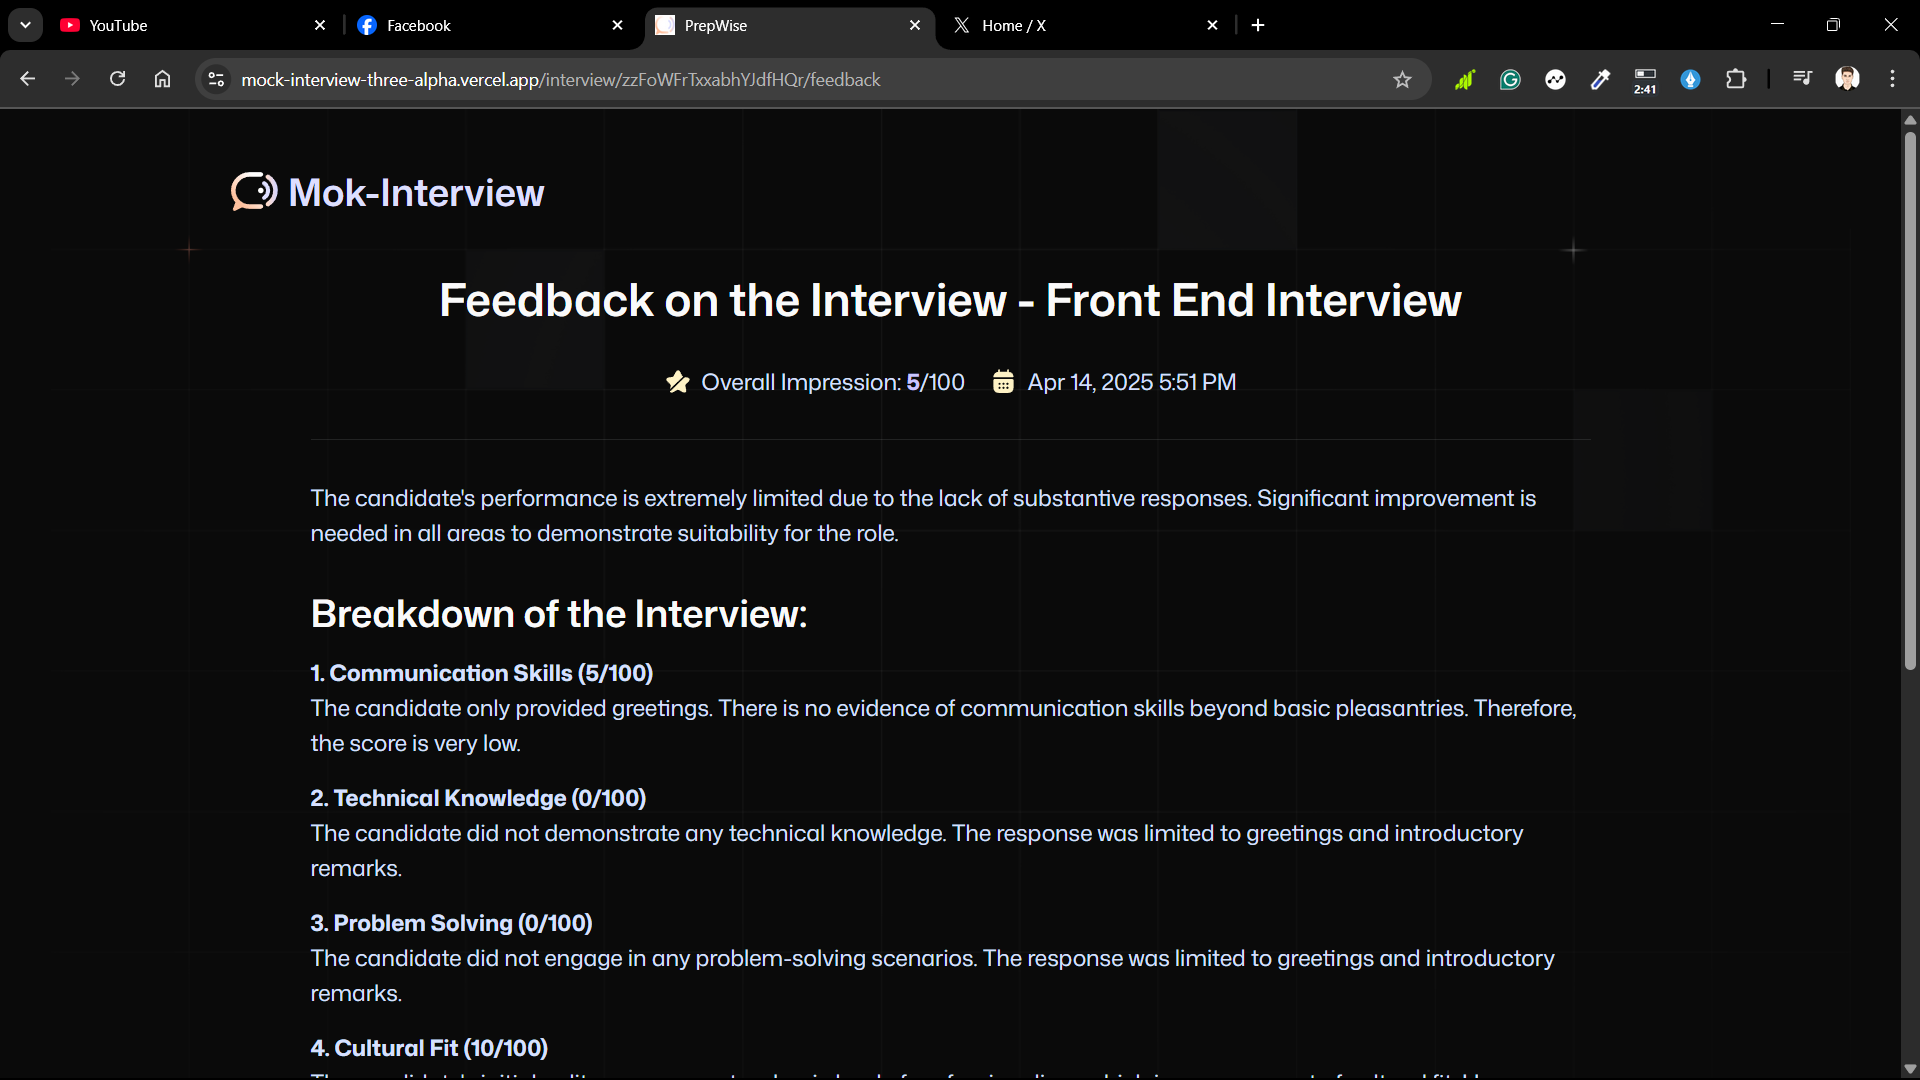 YouTube
Facebook
PrepWise
Home / X
mock-interview-three-alpha.vercel.app/interview/zzFoWFrTxxabhYJdfHQr/feedback
2:41
Mok-Interview
Feedback on the Interview - Front End Interview
Overall Impression: 5/100 Apr 14, 2025 5:51 PM
The candidate's performance is extremely limited due to the lack of substantive responses. Significant improvement is
needed in all areas to demonstrate suitability for the role.
Breakdown of the Interview:
1. Communication Skills (5/100)
The candidate only provided greetings. There is no evidence of communication skills beyond basic pleasantries. Therefore,
the score is very low.
2. Technical Knowledge (0/100)
The candidate did not demonstrate any technical knowledge. The response was limited to greetings and introductory
remarks.
3. Problem Solving (0/100)
The candidate did not engage in any problem-solving scenarios. The response was limited to greetings and introductory
remarks.
4. Cultural Fit (10/100)